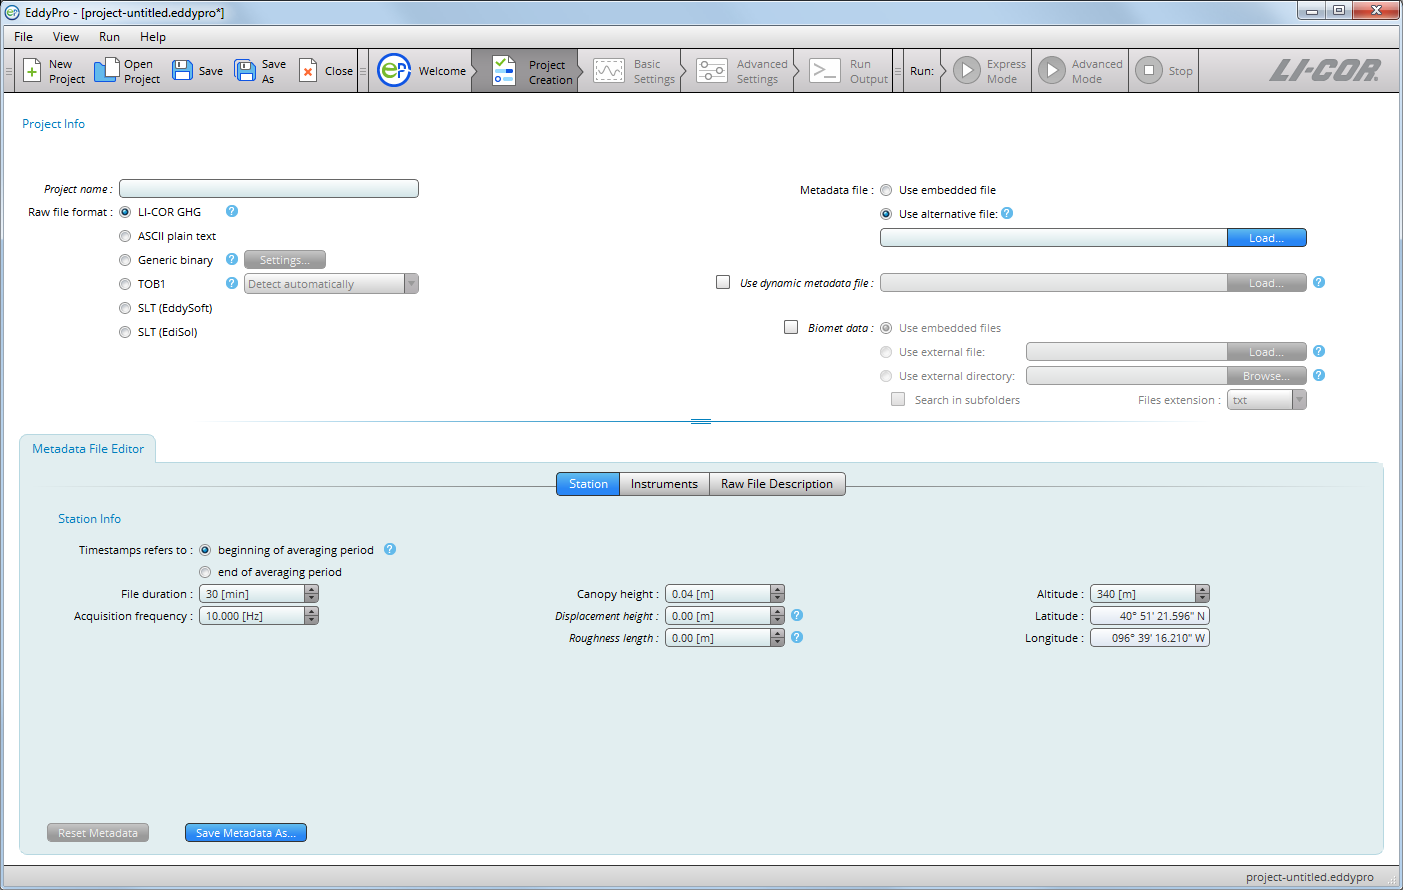 EddyPro - [project-untitled.eddypro*]
File View Run Help
New Project
Open Project
Save
Save As
Close
Welcome
Project Creation
Basic Settings
Advanced Settings
Run Output
Run:
Express Mode
Advanced Mode
Stop
LI-COR
Project Info
Project name :
Raw file format : LI-COR GHG ?
ASCII plain text
Generic binary ? Settings...
TOB1 ? Detect automatically
SLT (EddySoft)
SLT (EdiSol)
Metadata file : Use embedded file
Use alternative file: ?
Load...
Use dynamic metadata file : Load... ?
Biomet data : Use embedded files
Use external file: Load... ?
Use external directory: Browse... ?
Search in subfolders Files extension : txt
Metadata File Editor
Station Instruments Raw File Description
Station Info
Timestamps refers to : beginning of averaging period ?
end of averaging period
File duration : 30 [min]
Acquisition frequency : 10.000 [Hz]
Canopy height : 0.04 [m]
Displacement height : 0.00 [m] ?
Roughness length : 0.00 [m] ?
Altitude : 340 [m]
Latitude : 40° 51' 21.596" N
Longitude : 096° 39' 16.210" W
Reset Metadata Save Metadata As...
project-untitled.eddypro